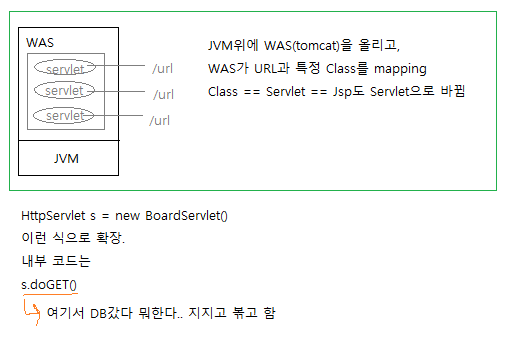 WAS
servlet
/url
servlet
/url
servlet
/url
JVM
JVM위에 WAS(tomcat)을 올리고,
WAS가 URL과 특정 Class를 mapping
Class == Servlet == Jsp도 Servlet으로 바뀜
HttpServlet s = new BoardServlet()
이런 식으로 확장.
내부 코드는
s.doGET()
여기서 DB갔다 뭐한다.. 지지고 볶고 함